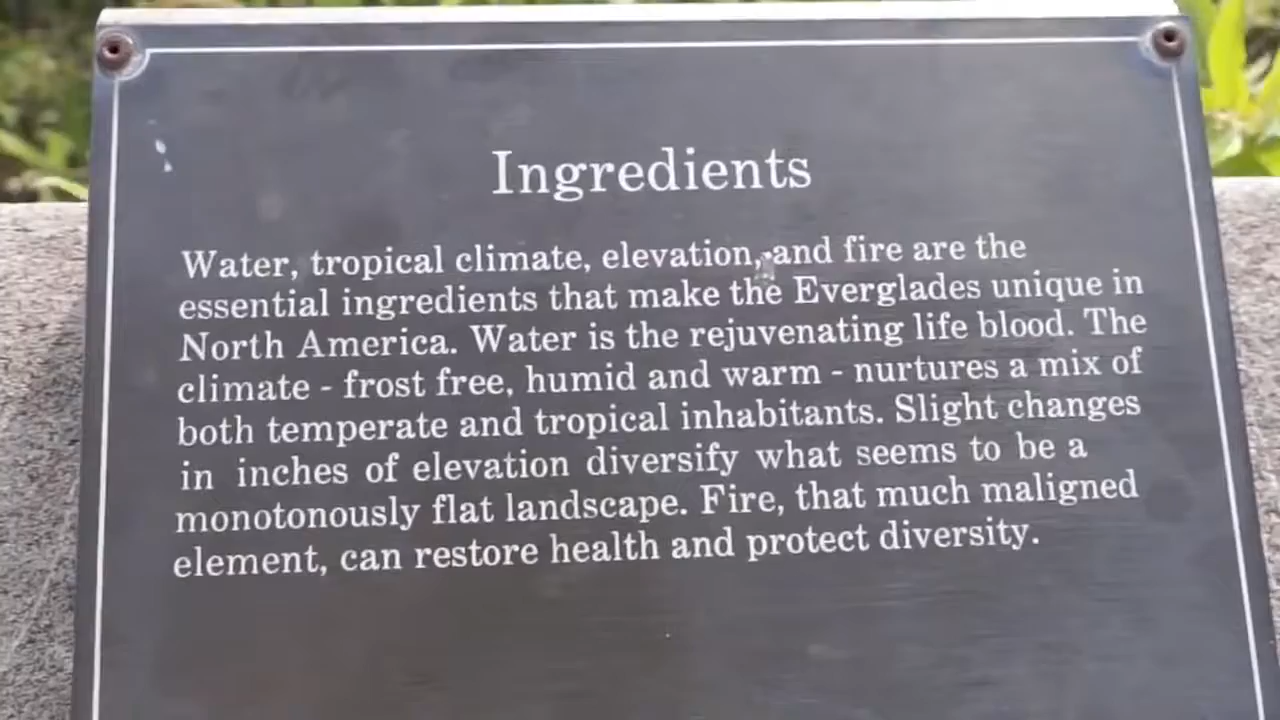 Ingredients
Water, tropical climate, elevation, and fire are the
essential ingredients that make the Everglades unique in
North America. Water is the rejuvenating life blood. The
climate - frost free, humid and warm - nurtures a mix of
both temperate and tropical inhabitants. Slight changes
in inches of elevation diversify what seems to be a
monotonously flat landscape. Fire, that much maligned
element, can restore health and protect diversity.